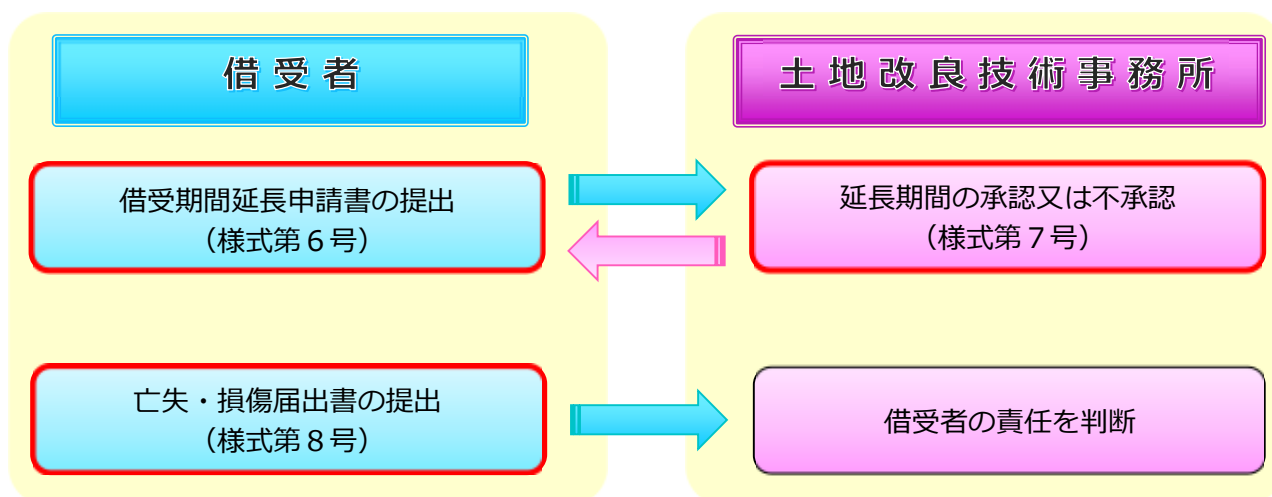 借受者
土地改良技術事務所
借受期間延長申請書の提出
（様式第６号）
延長期間の承認又は不承認
（様式第７号）
亡失・損傷届出書の提出
（様式第８号）
借受者の責任を判断